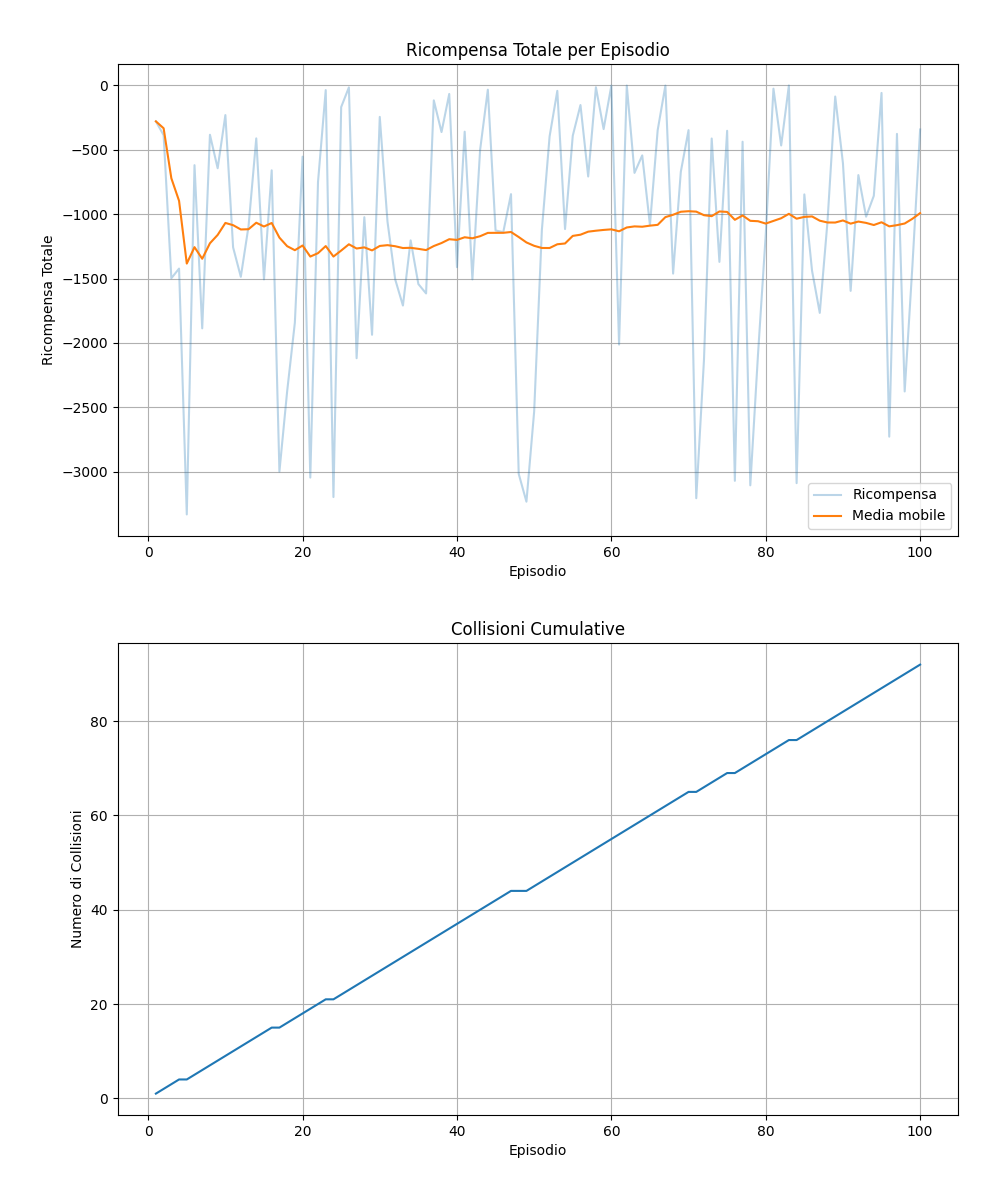 Ricompensa Totale per Episodio
Ricompensa Totale
0
−500
−1000
−1500
−2000
−2500
−3000
Ricompensa
Media mobile
0 20 40 60 80 100
Episodio
Collisioni Cumulative
Numero di Collisioni
80
60
40
20
0
0 20 40 60 80 100
Episodio